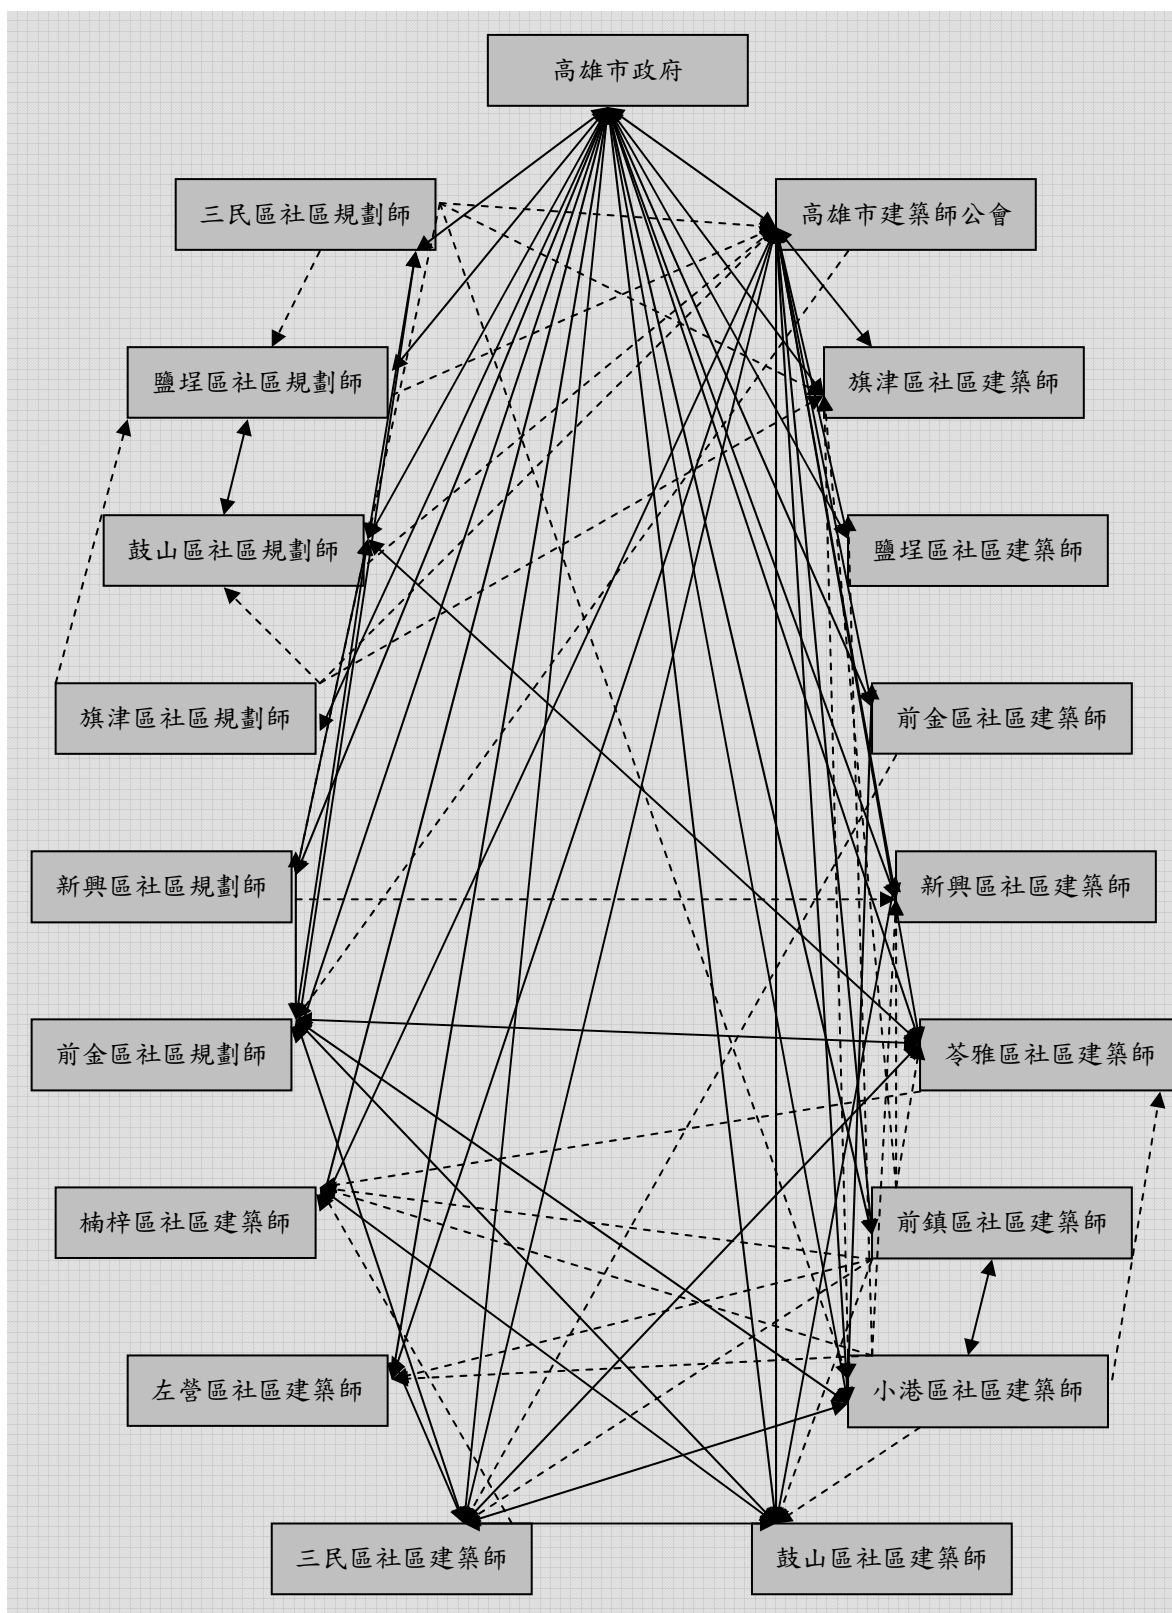 高雄市政府
三民區社區規劃師
高雄市建築師公會
鹽埕區社區規劃師
旗津區社區建築師
鼓山區社區規劃師
鹽埕區社區建築師
旗津區社區規劃師
前金區社區建築師
新興區社區規劃師
新興區社區建築師
前金區社區規劃師
苓雅區社區建築師
楠梓區社區建築師
前鎮區社區建築師
左營區社區建築師
小港區社區建築師
三民區社區建築師
鼓山區社區建築師